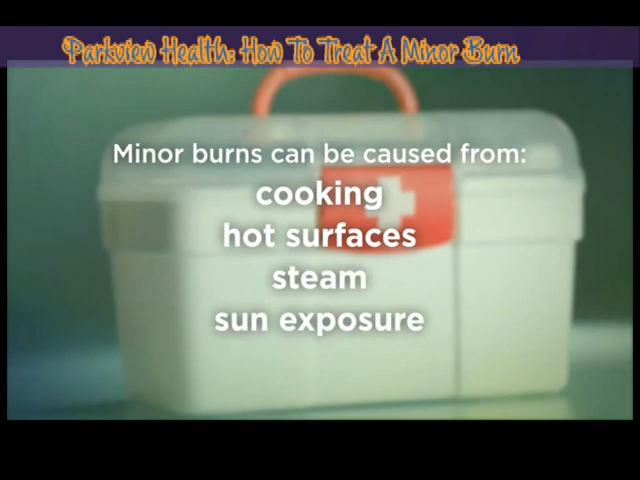 Parkview Health: How To Treat A Minor Burn
Minor burns can be caused from:
cooking
hot surfaces
steam
sun exposure